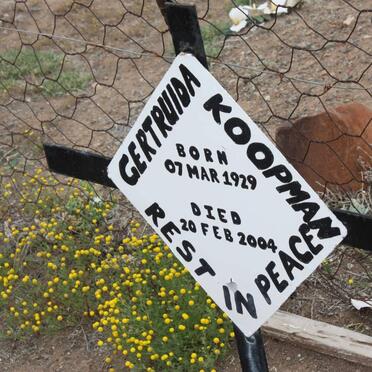 GERTRUIDA
KOOPMAN
BORN
07 MAR 1929
DIED
20 FEB 2004
REST IN PEACE